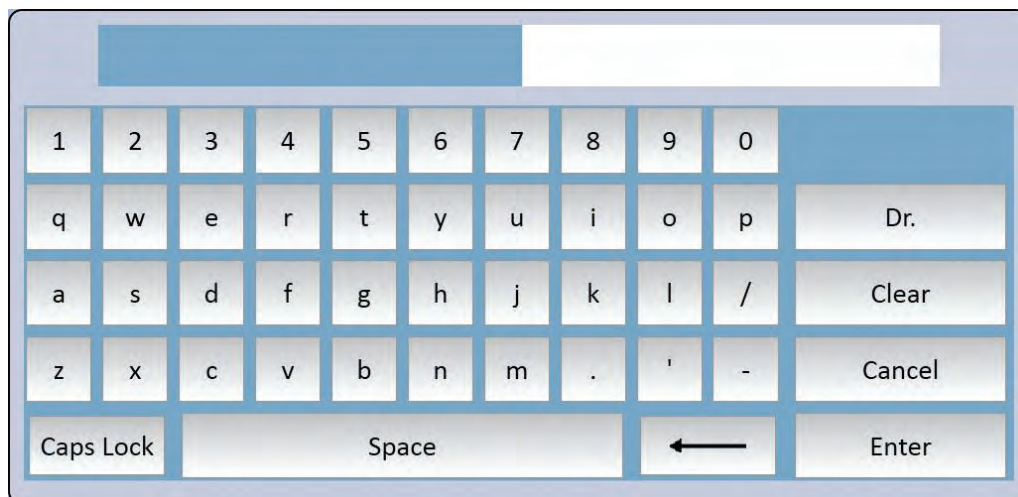 1 2 3 4 5 6 7 8 9 0
q w e r t y u i o p Dr.
a s d f g h j k l / Clear
z x c v b n m . ' - Cancel
Caps Lock Space Enter